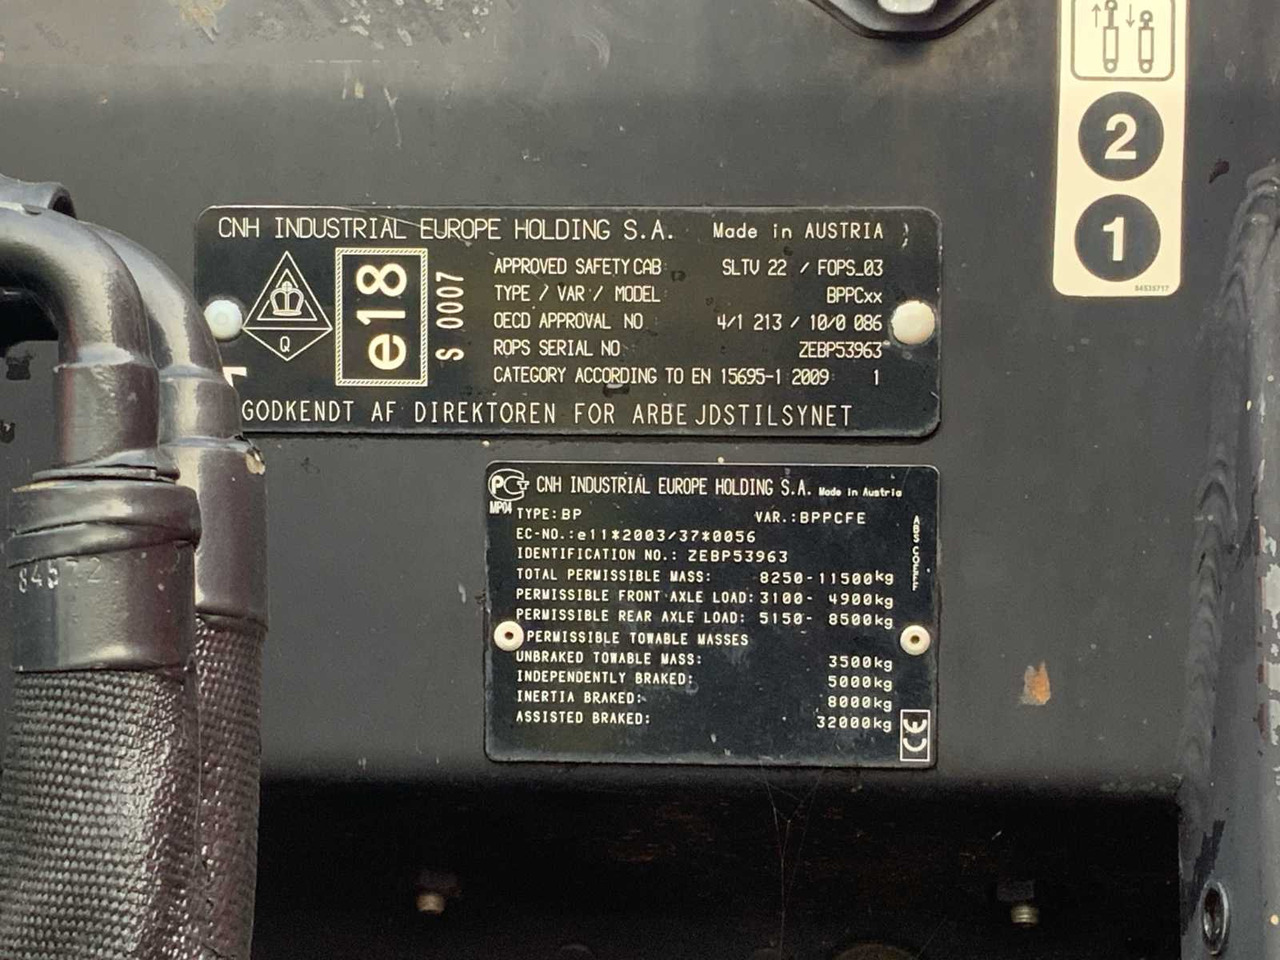 2
1
84535717
CNH INDUSTRIAL EUROPE HOLDING S.A. Made in AUSTRIA
Q
e18
S 0007
APPROVED SAFETY CAB SLTV 22 / FOPS_03
TYPE / VAR / MODEL BPPCxx
OECD APPROVAL NO 4/1 213 / 10/0 086
ROPS SERIAL NO ZEBP53963
CATEGORY ACCORDING TO EN 15695-1 2009 1
GODKENDT AF DIREKTOREN FOR ARBEJDSTILSYNET
PCT
MP04
CNH INDUSTRIAL EUROPE HOLDING S.A. Made in Austria
TYPE: BP VAR.: BPPCFE
EC-NO.: e11*2003/37*0056
IDENTIFICATION NO.: ZEBP53963
TOTAL PERMISSIBLE MASS: 8250-11500kg
PERMISSIBLE FRONT AXLE LOAD: 3100- 4900kg
PERMISSIBLE REAR AXLE LOAD: 5150- 8500kg
PERMISSIBLE TOWABLE MASSES
UNBRAKED TOWABLE MASS: 3500kg
INDEPENDENTLY BRAKED: 5000kg
INERTIA BRAKED: 8000kg
ASSISTED BRAKED: 32000kg
CE